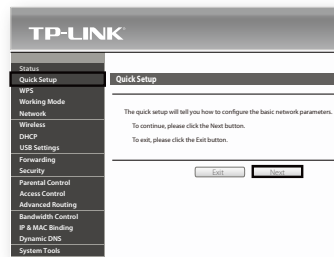 TP-LINK
Status
Quick Setup
WPS
Working Mode
Network
Wireless
DHCP
USB Settings
Forwarding
Security
Parental Control
Access Control
Advanced Routing
Bandwidth Control
IP & MAC Binding
Dynamic DNS
System Tools
Quick Setup
The quick setup will tell you how to configure the basic network parameters.
To continue, please click the Next button.
To exit, please click the Exit button.
Exit
Next